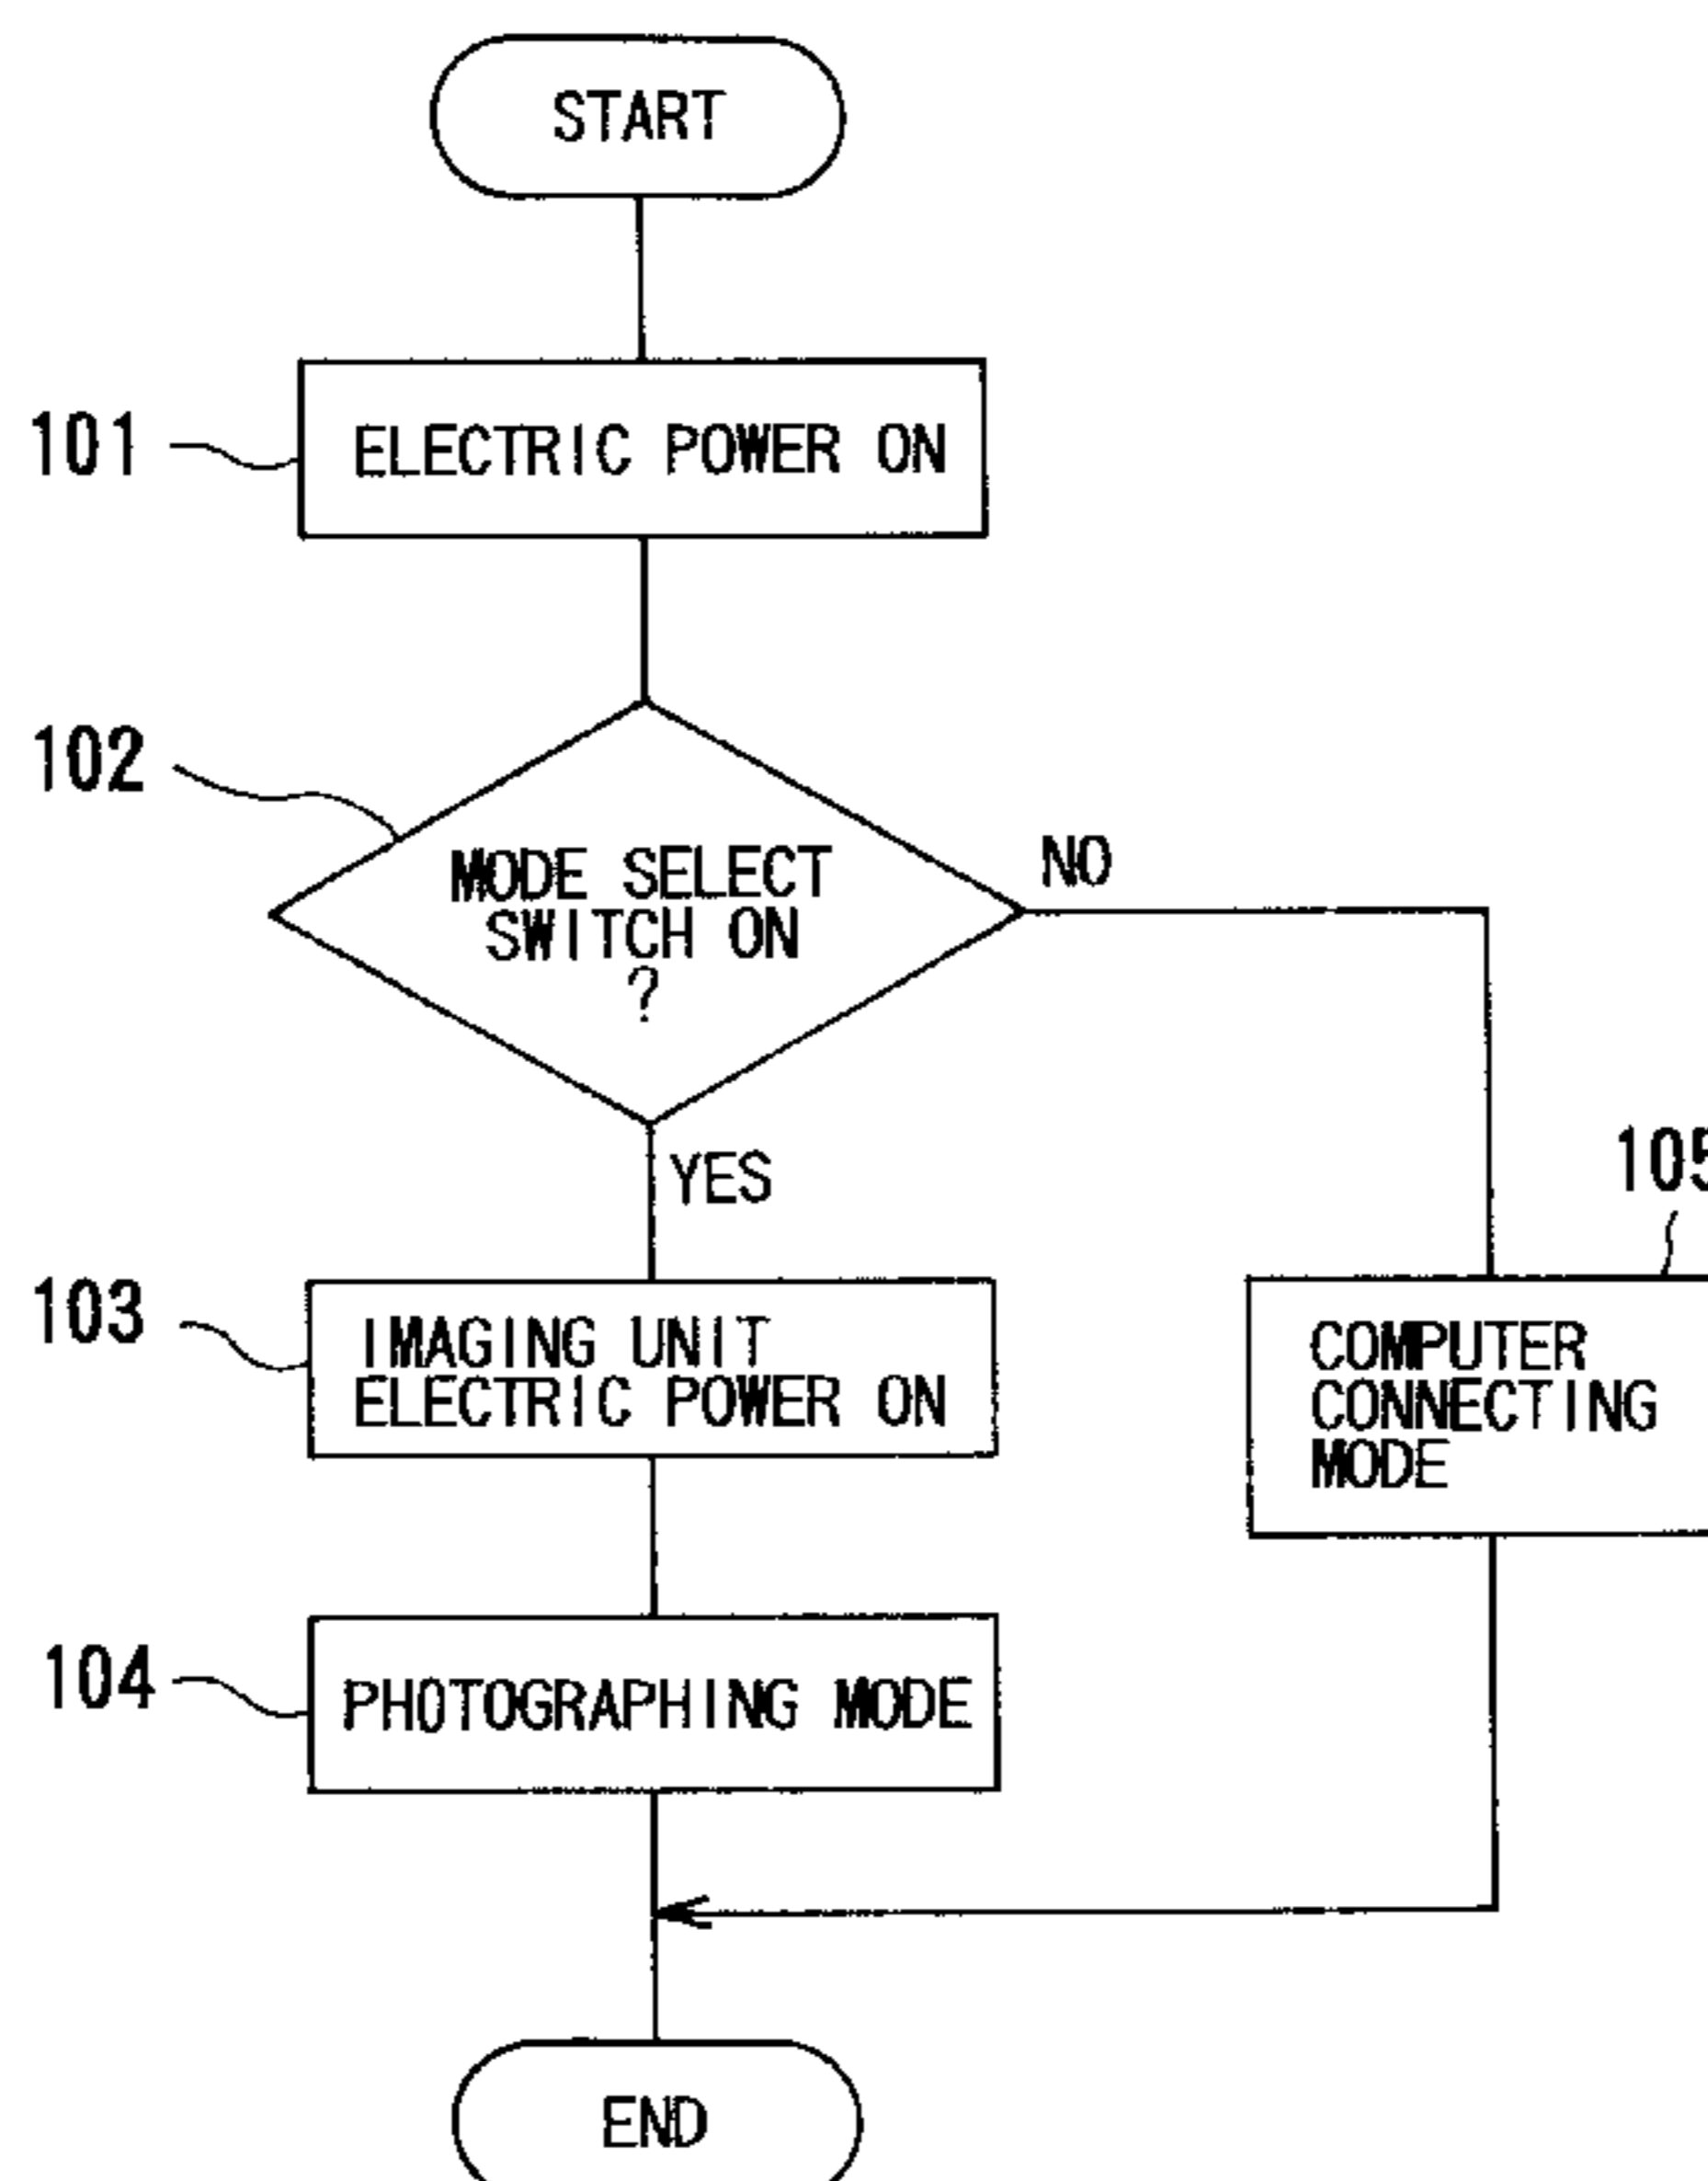 START
101
ELECTRIC POWER ON
102
MODE SELECT
SWITCH ON
?
NO
YES
105
103
IMAGING UNIT
ELECTRIC POWER ON
COMPUTER
CONNECTING
MODE
104
PHOTOGRAPHING MODE
END